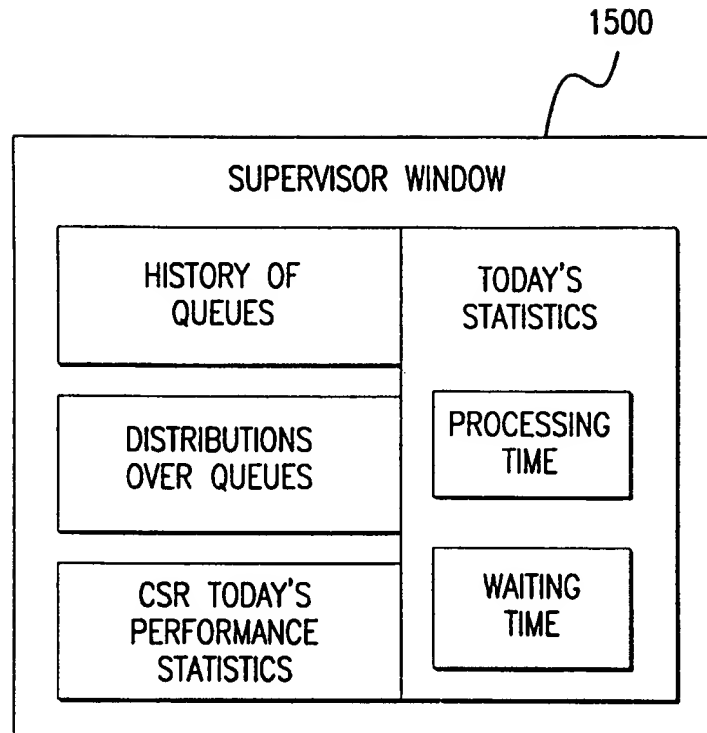 1500
SUPERVISOR WINDOW
HISTORY OF
QUEUES
DISTRIBUTIONS
OVER QUEUES
CSR TODAY'S
PERFORMANCE
STATISTICS
TODAY'S
STATISTICS
PROCESSING
TIME
WAITING
TIME